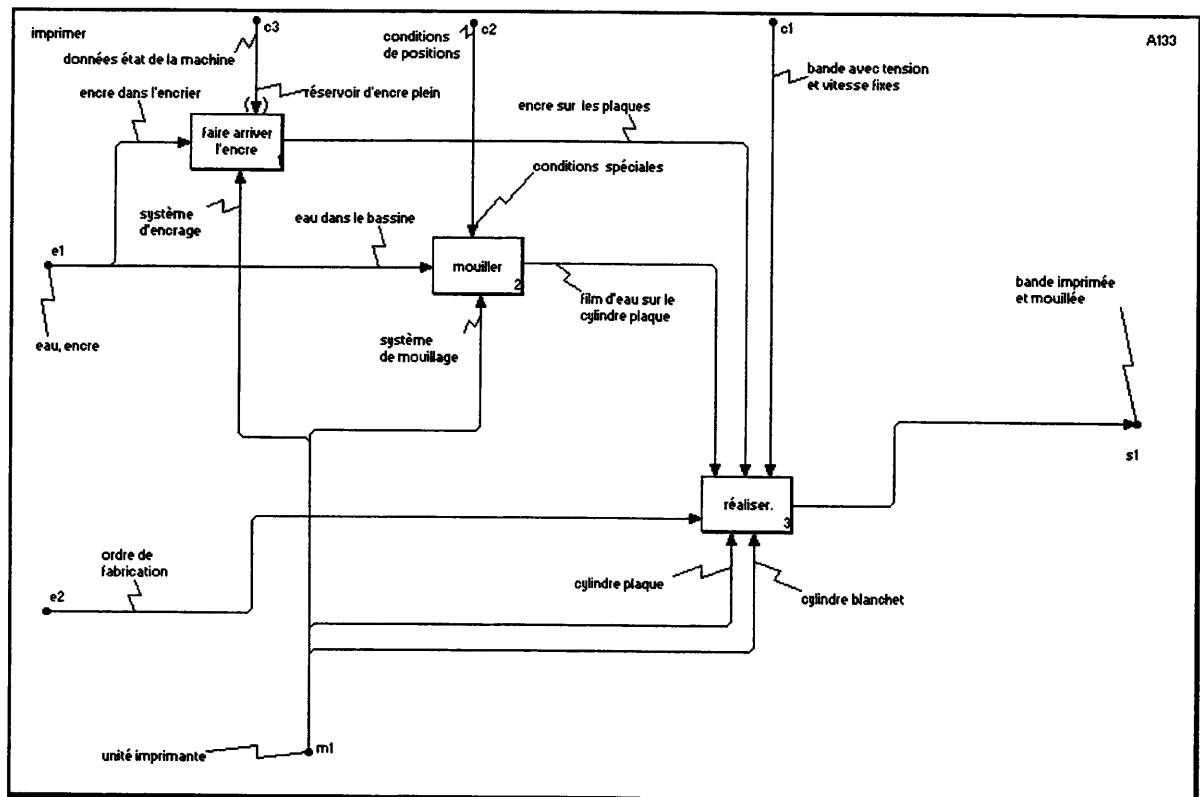 imprimer
c3
c2
c1
A133
données état de la machine
conditions
de positions
bande avec tension
et vitesse fixes
encre dans l'encrier
réservoir d'encre plein
encre sur les plaques
( )
faire arriver
l'encre
1
conditions spéciales
système
d'encrage
eau dans le bassine
e1
mouiller
2
film d'eau sur le
cylindre plaque
bande imprimée
et mouillée
eau, encre
système
de mouillage
s1
réaliser.
3
ordre de
fabrication
e2
cylindre plaque
cylindre blanchet
unité imprimante
m1